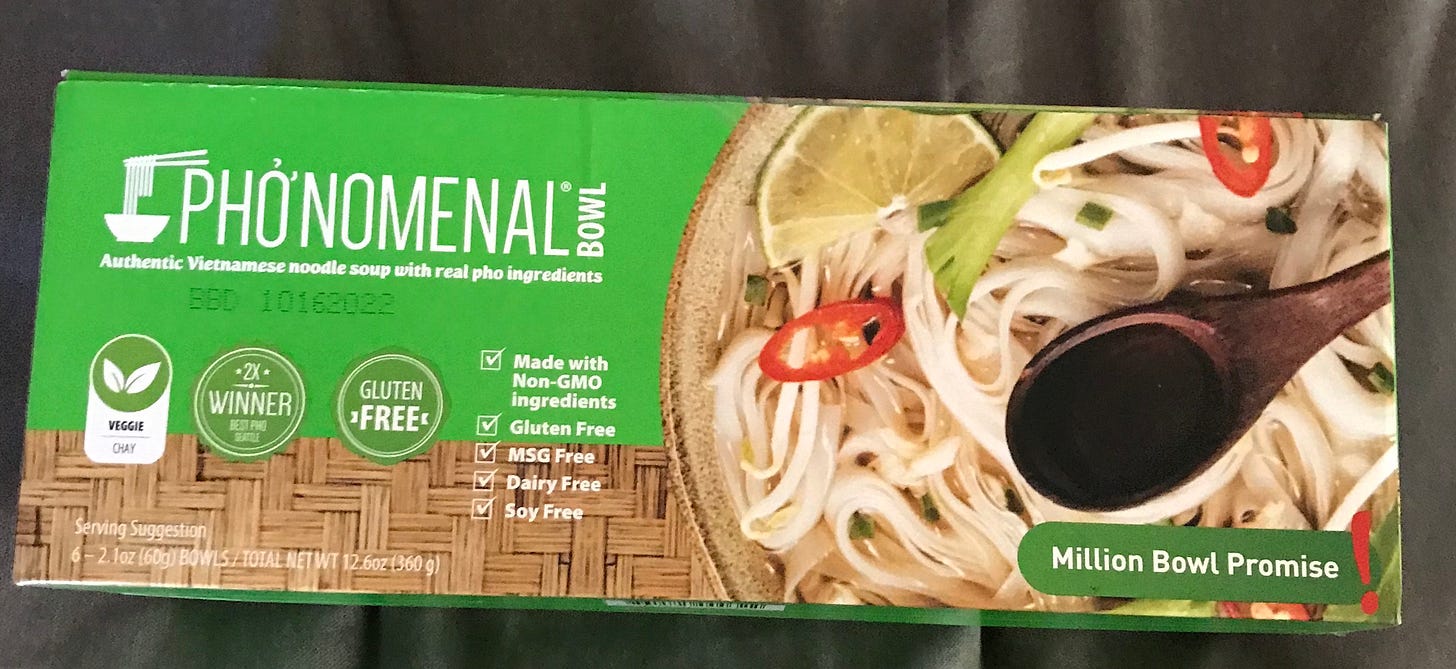 PHỞ'NOMENAL® BOWL
Authentic Vietnamese noodle soup with real pho ingredients
BBD 10162022
VEGGIE
CHAY
2X
WINNER
BEST PHO
SEATTLE
GLUTEN
FREE
Made with
Non-GMO
ingredients
Gluten Free
MSG Free
Dairy Free
Soy Free
Serving Suggestion
6 – 2.1oz (60g) BOWLS / TOTAL NET WT 12.6oz (360 g)
Million Bowl Promise!